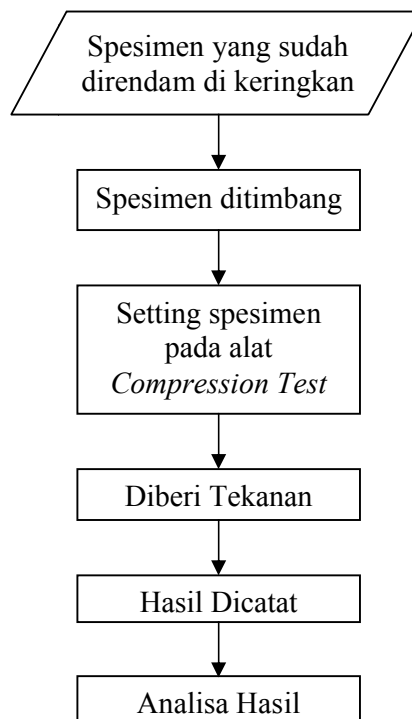 Spesimen yang sudah
direndam di keringkan
Spesimen ditimbang
Setting spesimen
pada alat
Compression Test
Diberi Tekanan
Hasil Dicatat
Analisa Hasil